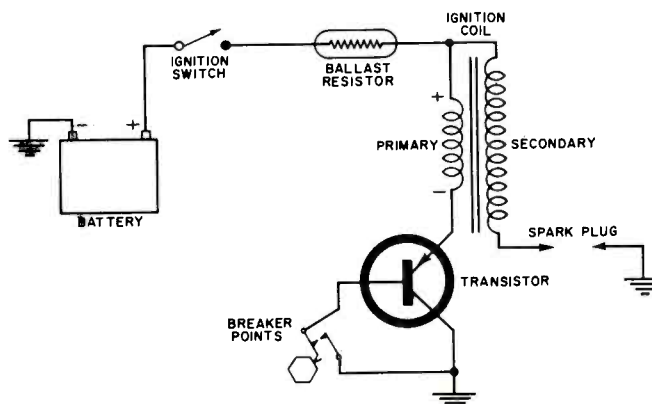 IGNITION
COIL
IGNITION
SWITCH
BALLAST
RESISTOR
- +
+
PRIMARY
SECONDARY
-
BATTERY
SPARK PLUG
TRANSISTOR
BREAKER
POINTS